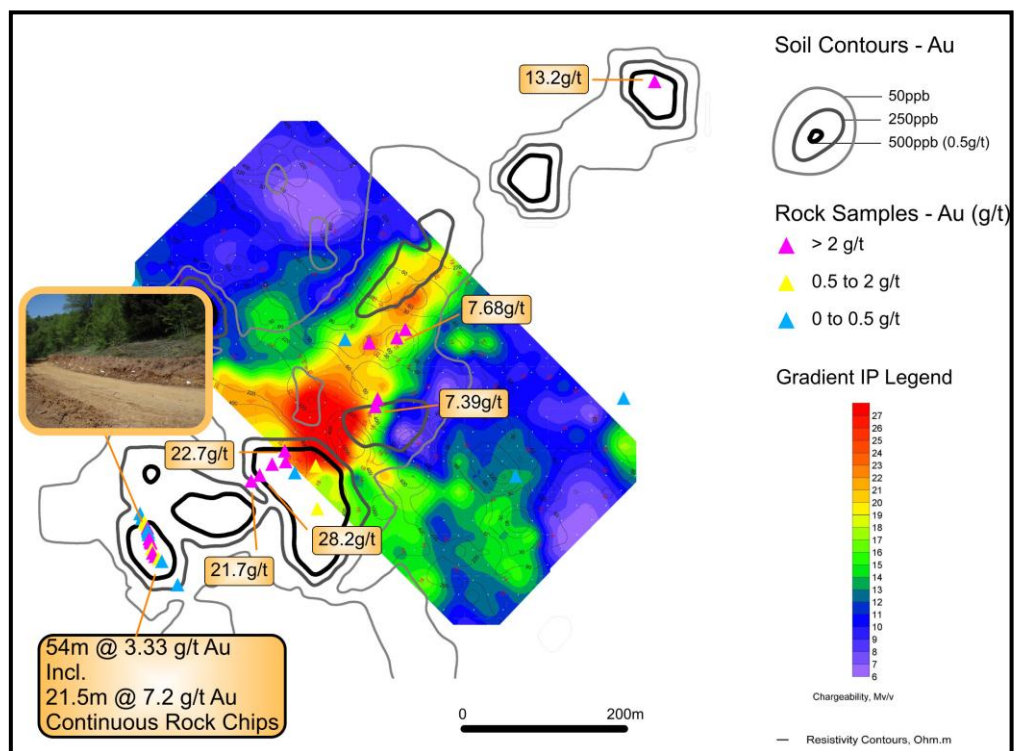 Soil Contours - Au
50ppb
250ppb
500ppb (0.5g/t)
Rock Samples - Au (g/t)
> 2 g/t
0.5 to 2 g/t
0 to 0.5 g/t
Gradient IP Legend
27
26
25
24
23
22
21
20
19
18
17
16
15
14
13
12
11
10
9
8
7
6
Chargeability, Mv/v
Resistivity Contours, Ohm.m
13.2g/t
7.68g/t
7.39g/t
22.7g/t
28.2g/t
21.7g/t
54m @ 3.33 g/t Au
Incl.
21.5m @ 7.2 g/t Au
Continuous Rock Chips
0 200m